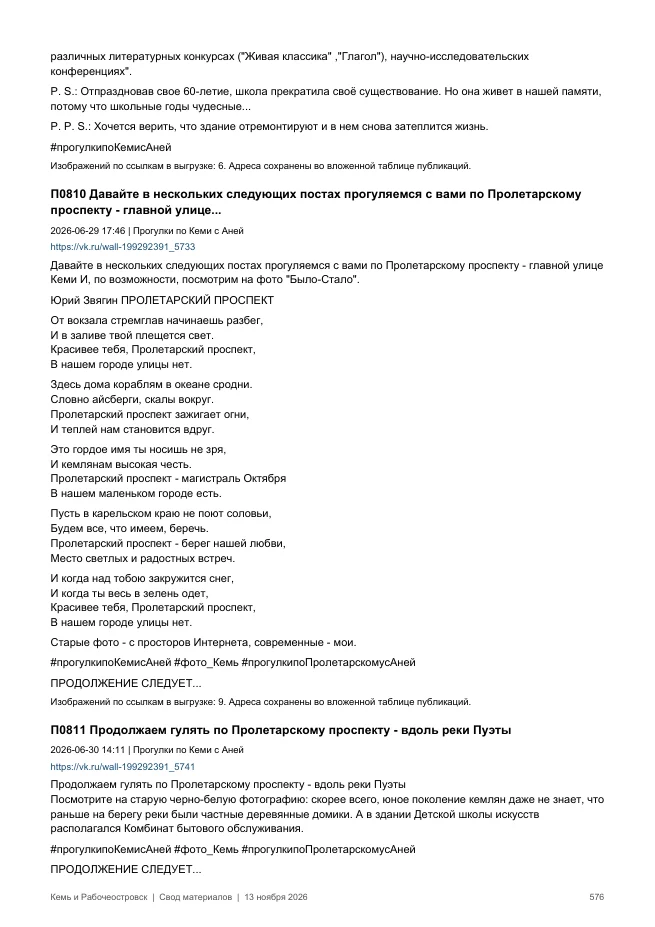 различных литературных конкурсах ("Живая классика" ,"Глагол"), научно-исследовательских
конференциях".
P. S.: Отпраздновав свое 60-летие, школа прекратила своё существование. Но она живет в нашей памяти,
потому что школьные годы чудесные...
P. P. S.: Хочется верить, что здание отремонтируют и в нем снова затеплится жизнь.
#прогулкипоКемисАней
Изображений по ссылкам в выгрузке: 6. Адреса сохранены во вложенной таблице публикаций.
П0810 Давайте в нескольких следующих постах прогуляемся с вами по Пролетарскому
проспекту - главной улице...
2026-06-29 17:46 | Прогулки по Кеми с Аней
https://vk.ru/wall-199292391_5733
Давайте в нескольких следующих постах прогуляемся с вами по Пролетарскому проспекту - главной улице
Кеми И, по возможности, посмотрим на фото "Было-Стало".
Юрий Звягин ПРОЛЕТАРСКИЙ ПРОСПЕКТ
От вокзала стремглав начинаешь разбег,
И в заливе твой плещется свет.
Красивее тебя, Пролетарский проспект,
В нашем городе улицы нет.
Здесь дома кораблям в океане сродни.
Словно айсберги, скалы вокруг.
Пролетарский проспект зажигает огни,
И теплей нам становится вдруг.
Это гордое имя ты носишь не зря,
И кемлянам высокая честь.
Пролетарский проспект - магистраль Октября
В нашем маленьком городе есть.
Пусть в карельском краю не поют соловьи,
Будем все, что имеем, беречь.
Пролетарский проспект - берег нашей любви,
Место светлых и радостных встреч.
И когда над тобою закружится снег,
И когда ты весь в зелень одет,
Красивее тебя, Пролетарский проспект,
В нашем городе улицы нет.
Старые фото - с просторов Интернета, современные - мои.
#прогулкипоКемисАней #фото_Кемь #прогулкипоПролетарскомусАней
ПРОДОЛЖЕНИЕ СЛЕДУЕТ...
Изображений по ссылкам в выгрузке: 9. Адреса сохранены во вложенной таблице публикаций.
П0811 Продолжаем гулять по Пролетарскому проспекту - вдоль реки Пуэты
2026-06-30 14:11 | Прогулки по Кеми с Аней
https://vk.ru/wall-199292391_5741
Продолжаем гулять по Пролетарскому проспекту - вдоль реки Пуэты
Посмотрите на старую черно-белую фотографию: скорее всего, юное поколение кемлян даже не знает, что
раньше на берегу реки были частные деревянные домики. А в здании Детской школы искусств
располагался Комбинат бытового обслуживания.
#прогулкипоКемисАней #фото_Кемь #прогулкипоПролетарскомусАней
ПРОДОЛЖЕНИЕ СЛЕДУЕТ...
Кемь и Рабочеостровск | Свод материалов | 13 ноября 2026 576